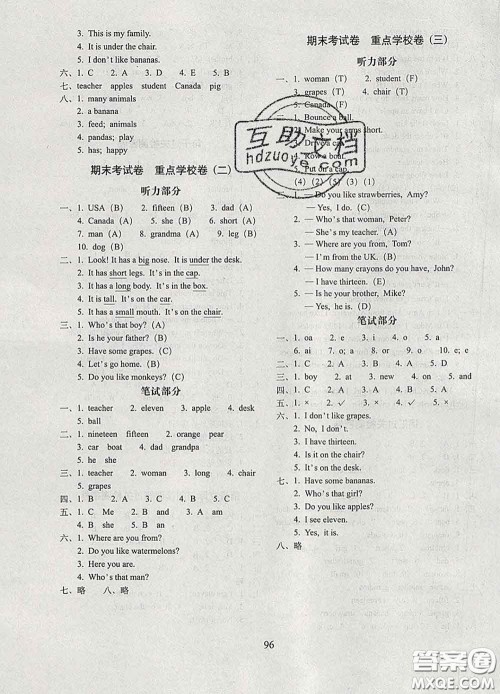 3. This is my family.
4. It is under the chair.
5. I don't like bananas.
六、1. C 2. A 3. D 4. A 5. D
七、teacher apples student Canada pig
八、1. many animals
2. a banana
3. feed; animals
4. pandas; play
5. has; happy
期末考试卷 重点学校卷（二）
听力部分
一、1. USA (B) 2. fifteen (B) 3. dad (A)
4. Canada (A) 5. she (B) 6. short (A)
7. man (A) 8. grandma (A) 9. leg (B)
10. dog (B)
二、1. Look! It has a big nose. It is under the desk.
2. It has short legs. It's in the cap.
3. It has a long body. It's in the box.
4. It is tall. It's on the chair.
5. It has a small mouth. It's on the chair.
三、1. Who's that boy? (A)
2. Is he your father? (B)
3. Have some grapes. (C)
4. Let's go home. (C)
5. Do you like monkeys? (C)
笔试部分
一、1. teacher 2. eleven 3. apple 4. small
5. ball
二、1. nineteen fifteen 2. orange pear
3. car boat 4. dad grandpa
5. he she
三、1. teacher 2. woman 3. long 4. chair
5. grapes
四、1. B 2. A 3. C 4. B 5. A
五、1. C Me 2. B and 3. A an
4. B are 5. A she
六、1. Where are you from?
2. Do you like watermelons?
3. Here you are.
4. Who's that man?
七、略 八、略
期末考试卷 重点学校卷（三）
听力部分
一、1. woman (T) 2. student (F)
3. grapes (T) 4. chair (T)
5. Canada (F)
二、1. Bounce a ball.
2. Make your arms short.
3. Drive a car.
4. Row a boat.
5. Put on a cap.
(4) (2) (5) (3) (1)
三、1. — Do you like strawberries, Amy?
— Yes, I do. (C)
2. — Who's that woman, Peter?
— She's my teacher. (A)
3. — Where are you from, Tom?
— I'm from the UK. (B)
4. — How many crayons do you have, John?
— I have thirteen. (E)
5. — Is he your brother, Mike?
— Yes, he is. (D)
笔试部分
一、1. oa 2. e 3. i 4. o 5. a
6. ai 7. o; a 8. o; e 9. u 10. e; e
三、1. boy 2. at 3. new 4. on 5. eat
四、1. A 2. C 3. A 4. A 5. B
五、1. × 2. ✓ 3. ✓ 4. × 5. ×
六、1. I don't like grapes.
2. No, I don't.
3. I have thirteen.
4. Is it on the chair?
5. It's on the desk.
七、1. Have some bananas.
2. Who's that girl?
3. Do you like apples?
4. I see eleven.
5. Yes, it is.
八、略
互助文档
hdzuoye.com
96
答案圈
MXQE.COM